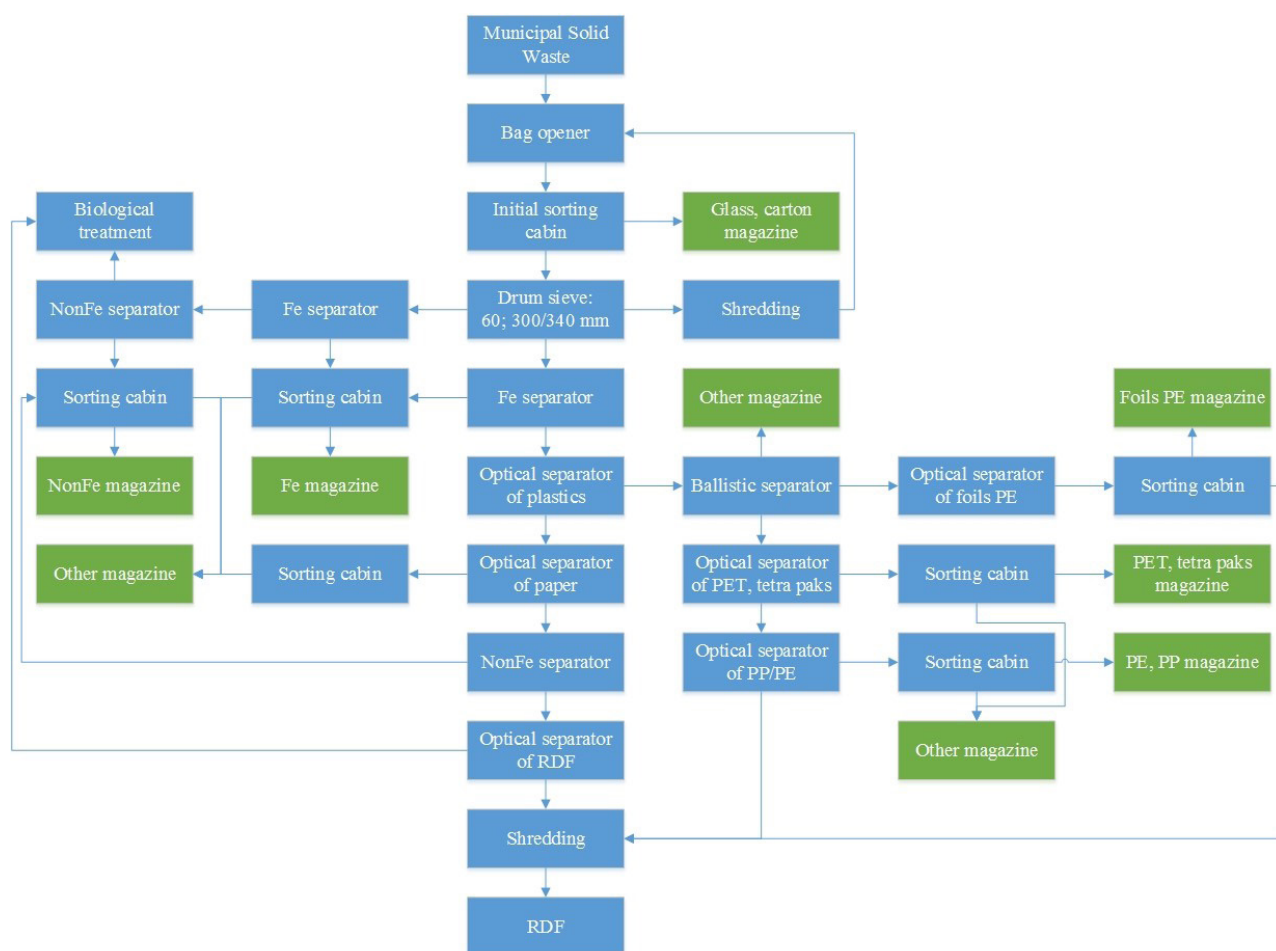 Municipal Solid
Waste
Bag opener
Biological
treatment
Initial sorting
cabin
Glass, carton
magazine
NonFe separator
Fe separator
Drum sieve:
60; 300/340 mm
Shredding
Sorting cabin
Sorting cabin
Fe separator
Other magazine
Foils PE magazine
NonFe magazine
Fe magazine
Optical separator
of plastics
Ballistic separator
Optical separator
of foils PE
Sorting cabin
Other magazine
Sorting cabin
Optical separator
of paper
Optical separator
of PET, tetra paks
Sorting cabin
PET, tetra paks
magazine
NonFe separator
Optical separator
of PP/PE
Sorting cabin
PE, PP magazine
Optical separator
of RDF
Other magazine
Shredding
RDF